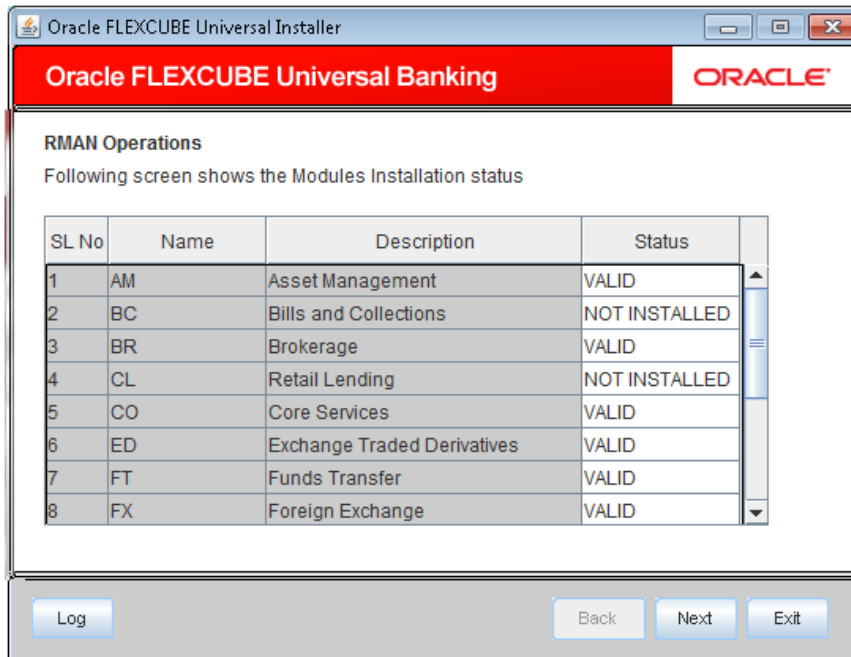 Oracle FLEXCUBE Universal Installer
Oracle FLEXCUBE Universal Banking ORACLE
RMAN Operations
Following screen shows the Modules Installation status
SL No Name Description Status
1 AM Asset Management VALID
2 BC Bills and Collections NOT INSTALLED
3 BR Brokerage VALID
4 CL Retail Lending NOT INSTALLED
5 CO Core Services VALID
6 ED Exchange Traded Derivatives VALID
7 FT Funds Transfer VALID
8 FX Foreign Exchange VALID
Log Back Next Exit